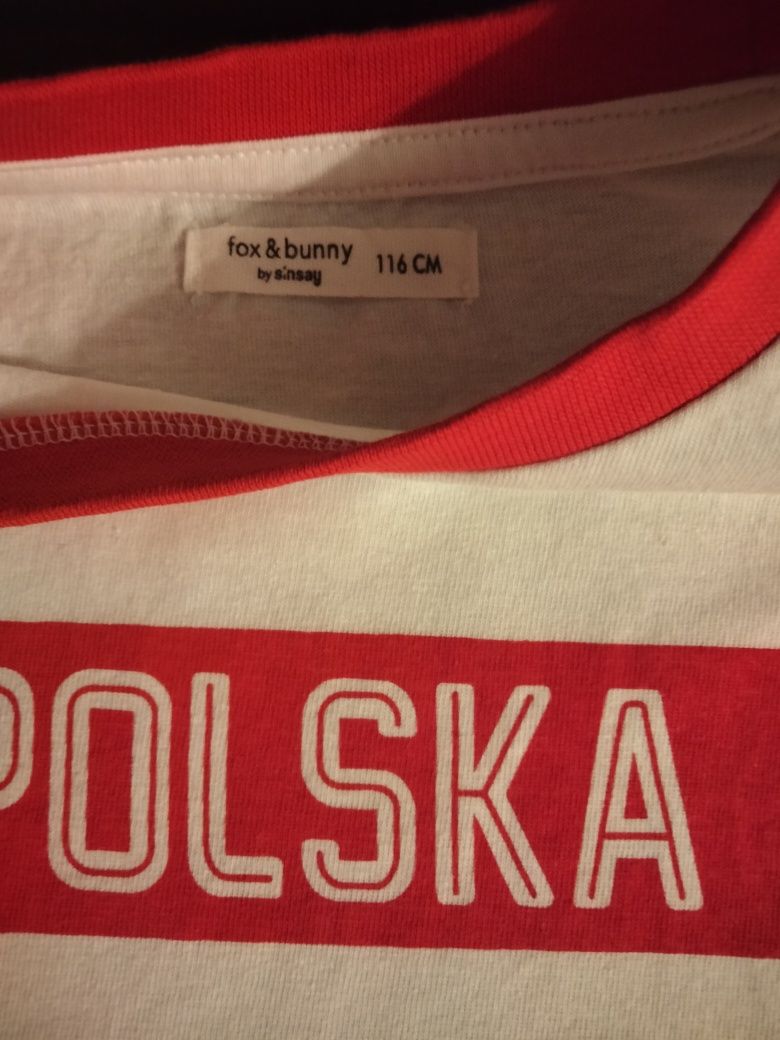 fox & bunny
by sinsay
116 CM
POLSKA